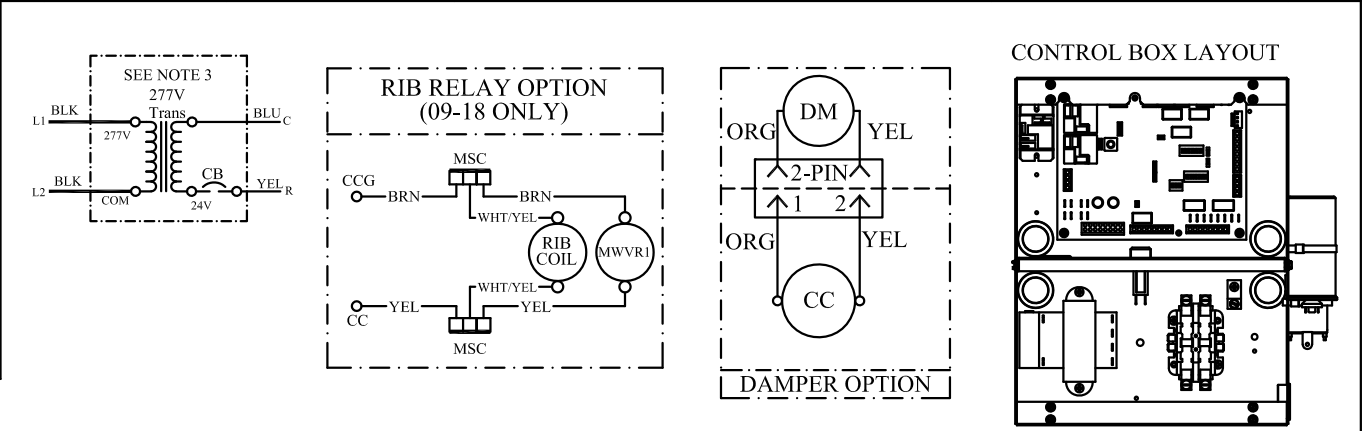 SEE NOTE 3
277V
Trans
BLK
L1
277V
BLU
C
BLK
L2
COM
CB
24V
YEL
R
RIB RELAY OPTION
(09-18 ONLY)
MSC
CCG
BRN
BRN
WHT/YEL
RIB
COIL
MWVR1
WHT/YEL
CC
YEL
YEL
MSC
DM
ORG
YEL
2-PIN
1
2
ORG
YEL
CC
DAMPER OPTION
CONTROL BOX LAYOUT